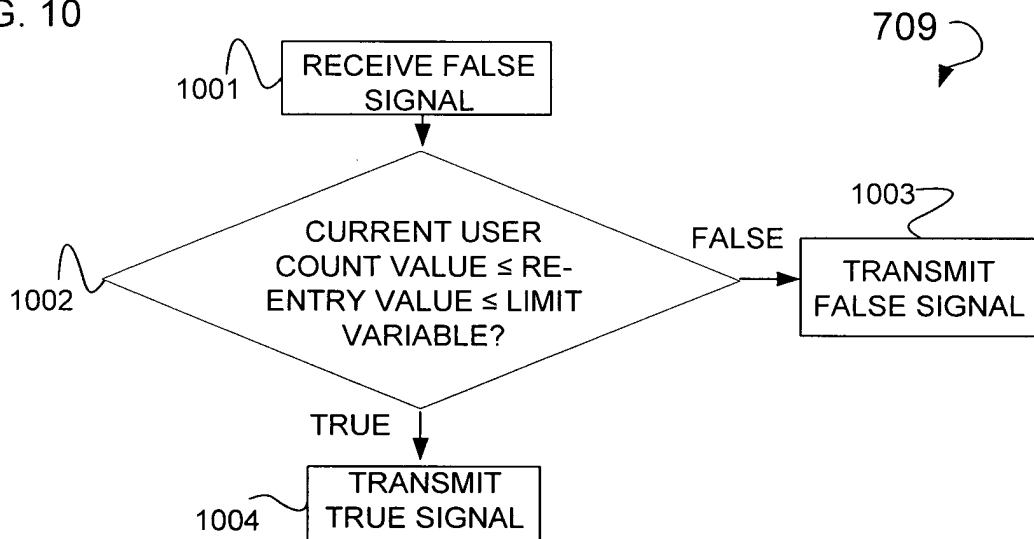 G. 10
709
RECEIVE FALSE
SIGNAL
1001
CURRENT USER
COUNT VALUE ≤ RE-
ENTRY VALUE ≤ LIMIT
VARIABLE?
1002
FALSE
1003
TRANSMIT
FALSE SIGNAL
TRUE
TRANSMIT
TRUE SIGNAL
1004